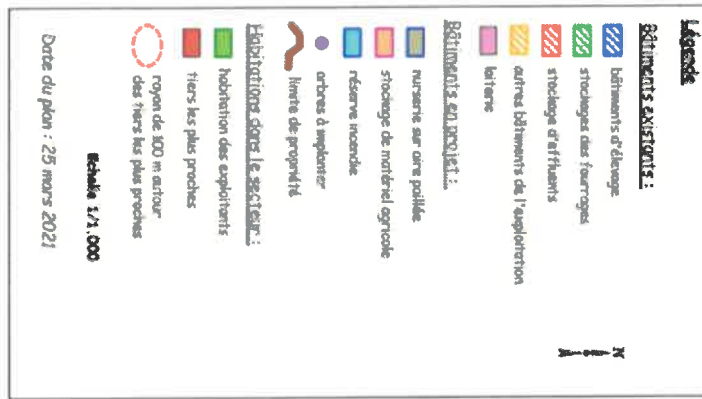 Légende
Bâtiments existants :
bâtiments d'élevage
stockages des fourrages
stockage d'effluents
autres bâtiments de l'exploitation
laiterie
Bâtiments en projet :
nurserie sur aire paillée
stockage de matériel agricole
réserve incendie
arbres à implanter
limite de propriété
Habitations dans le secteur :
habitation des exploitants
tiers les plus proches
rayon de 100 m autour
des tiers les plus proches
Echelle 1/1.000
Date du plan : 25 mars 2021
N